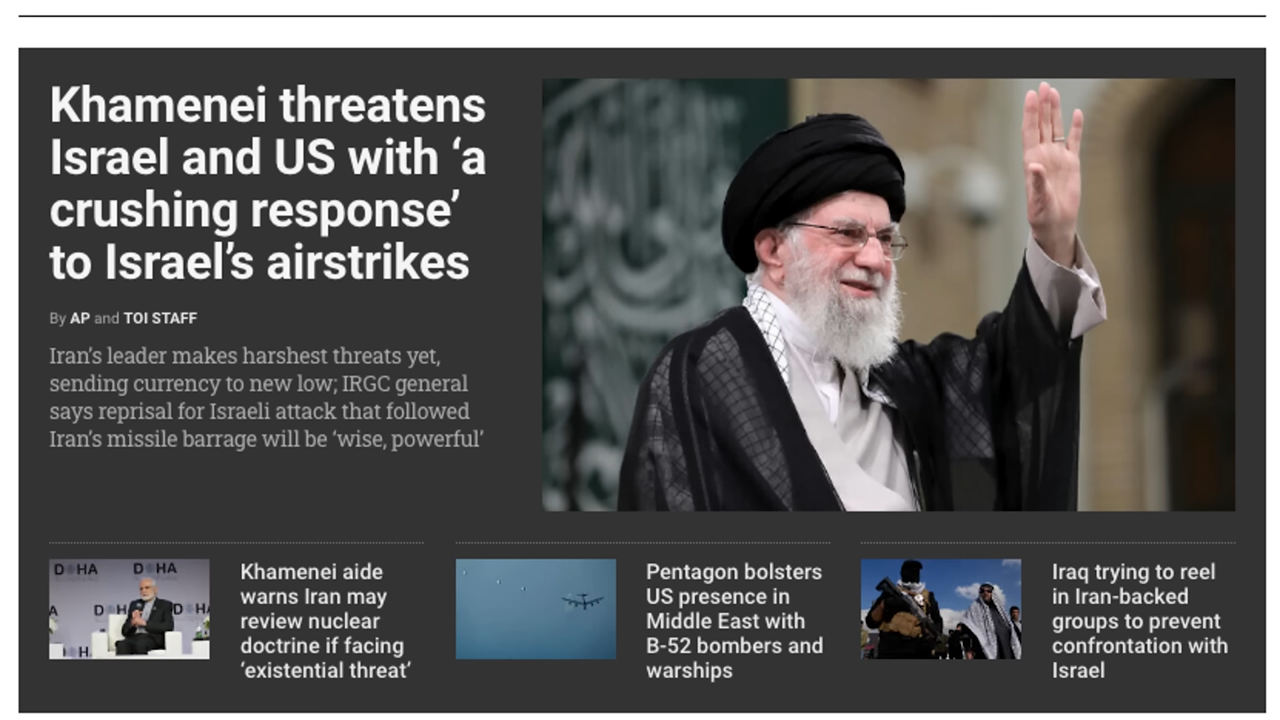 Khamenei threatens
Israel and US with ‘a
crushing response’
to Israel’s airstrikes
By AP and TOI STAFF
Iran’s leader makes harshest threats yet,
sending currency to new low; IRGC general
says reprisal for Israeli attack that followed
Iran’s missile barrage will be ‘wise, powerful’
DOHA DOHA
Khamenei aide
warns Iran may
review nuclear
doctrine if facing
‘existential threat’
Pentagon bolsters
US presence in
Middle East with
B-52 bombers and
warships
Iraq trying to reel
in Iran-backed
groups to prevent
confrontation with
Israel